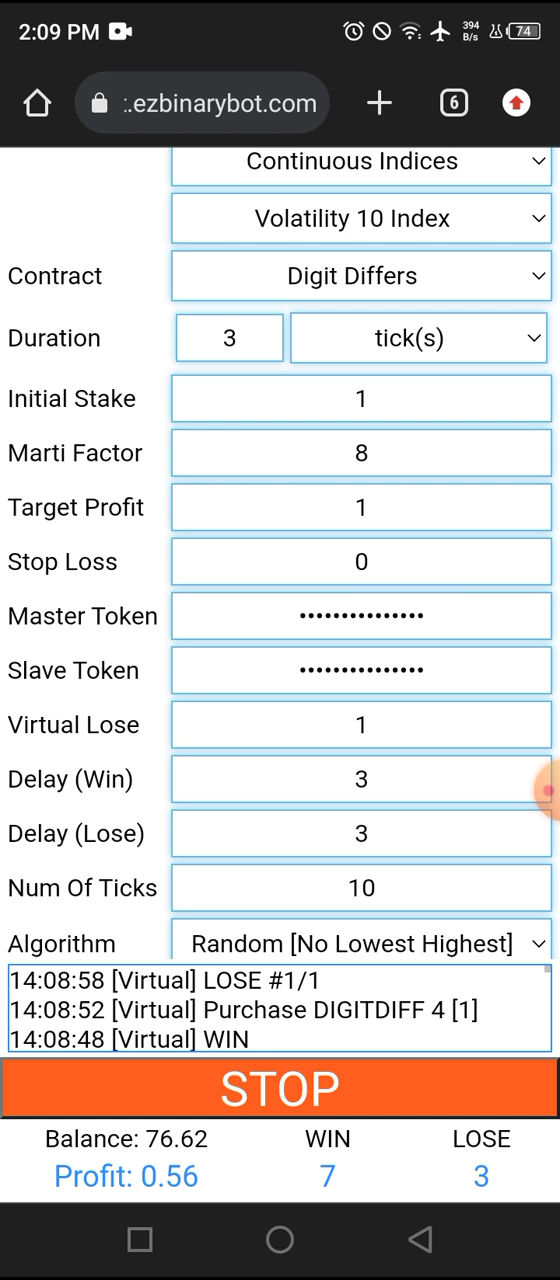 2:09 PM
394
B/s
74
:.ezbinarybot.com
6
Continuous Indices
Volatility 10 Index
Contract Digit Differs
Duration 3 tick(s)
Initial Stake 1
Marti Factor 8
Target Profit 1
Stop Loss 0
Master Token •••••••••••••••
Slave Token •••••••••••••••
Virtual Lose 1
Delay (Win) 3
Delay (Lose) 3
Num Of Ticks 10
Algorithm Random [No Lowest Highest]
14:08:58 [Virtual] LOSE #1/1
14:08:52 [Virtual] Purchase DIGITDIFF 4 [1]
14:08:48 [Virtual] WIN
STOP
Balance: 76.62 WIN LOSE
Profit: 0.56 7 3